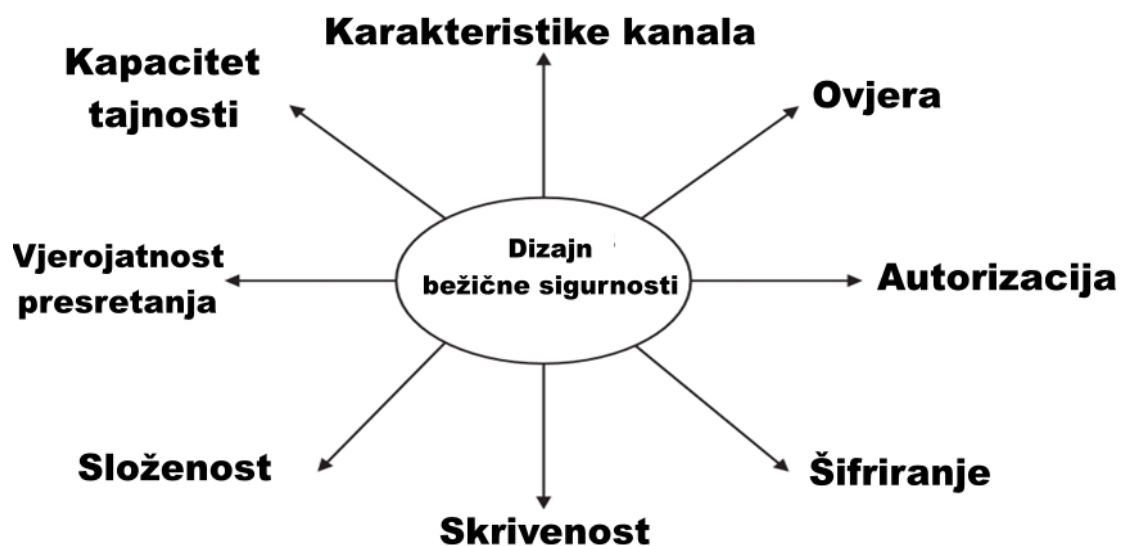 Karakteristike kanala
Kapacitet
tajnosti
Ovjera
Vjerojatnost
presretanja
Dizajn
bežične sigurnosti
Autorizacija
Složenost
Šifriranje
Skrivenost